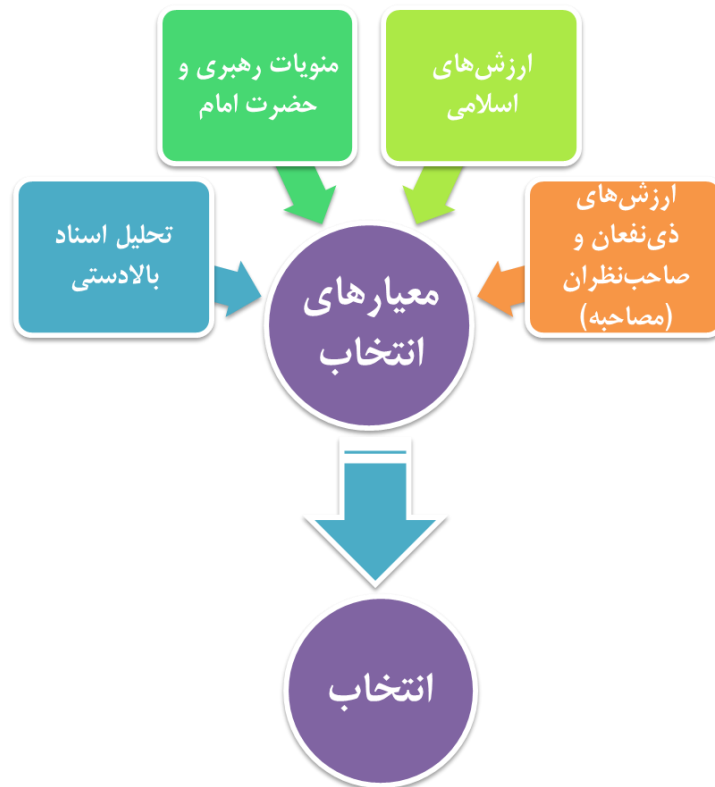 ارزش‌های
اسلامی
منویات رهبری و
حضرت امام
ارزش‌های
ذی‌نفعان و
صاحب‌نظران
(مصاحبه)
تحلیل اسناد
بالادستی
معیارهای
انتخاب
انتخاب